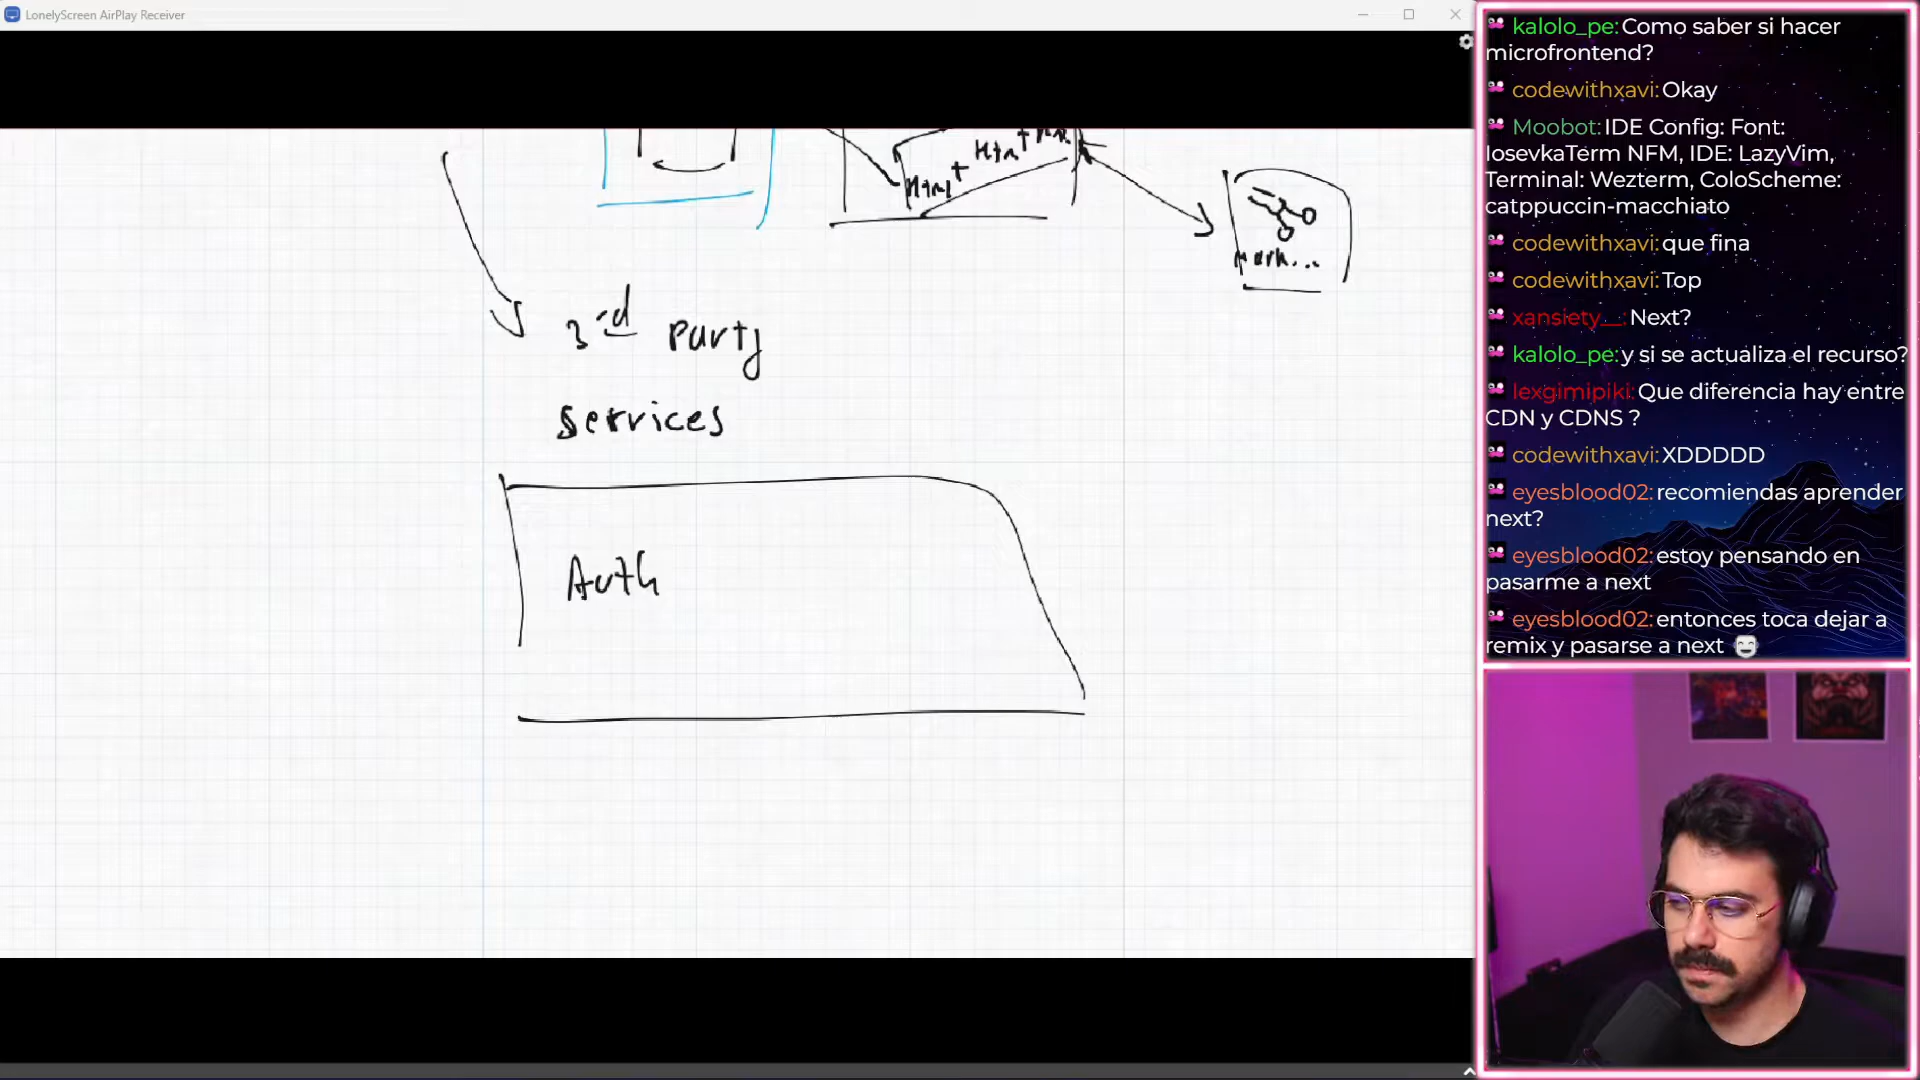 LonelyScreen AirPlay Receiver
Html + Html + Htm
3rd party
services
Auth
kalolo_pe: Como saber si hacer
microfrontend?
codewithxavi: Okay
Moobot: IDE Config: Font:
IosevkaTerm NFM, IDE: LazyVim,
Terminal: Wezterm, ColoScheme:
catppuccin-macchiato
codewithxavi: que fina
codewithxavi: Top
xansiety__: Next?
kalolo_pe: y si se actualiza el recurso?
lexgimipiki: Que diferencia hay entre
CDN y CDNS ?
codewithxavi: XDDDDD
eyesblood02: recomiendas aprender
next?
eyesblood02: estoy pensando en
pasarme a next
eyesblood02: entonces toca dejar a
remix y pasarse a next